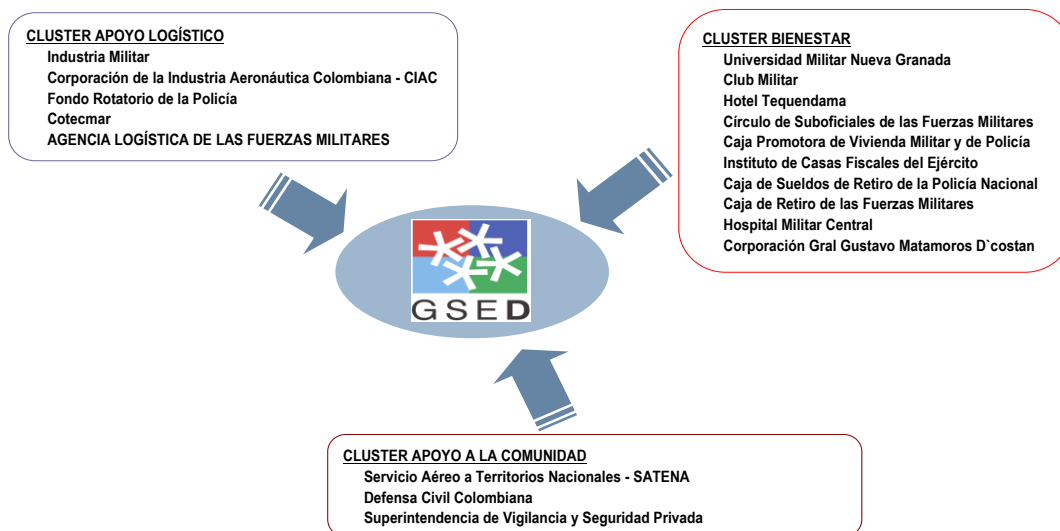 CLUSTER APOYO LOGÍSTICO
Industria Militar
Corporación de la Industria Aeronáutica Colombiana - CIAC
Fondo Rotatorio de la Policía
Cotecmar
AGENCIA LOGÍSTICA DE LAS FUERZAS MILITARES
CLUSTER BIENESTAR
Universidad Militar Nueva Granada
Club Militar
Hotel Tequendama
Círculo de Suboficiales de las Fuerzas Militares
Caja Promotora de Vivienda Militar y de Policía
Instituto de Casas Fiscales del Ejército
Caja de Sueldos de Retiro de la Policía Nacional
Caja de Retiro de las Fuerzas Militares
Hospital Militar Central
Corporación Gral Gustavo Matamoros D`costan
GSED
CLUSTER APOYO A LA COMUNIDAD
Servicio Aéreo a Territorios Nacionales - SATENA
Defensa Civil Colombiana
Superintendencia de Vigilancia y Seguridad Privada